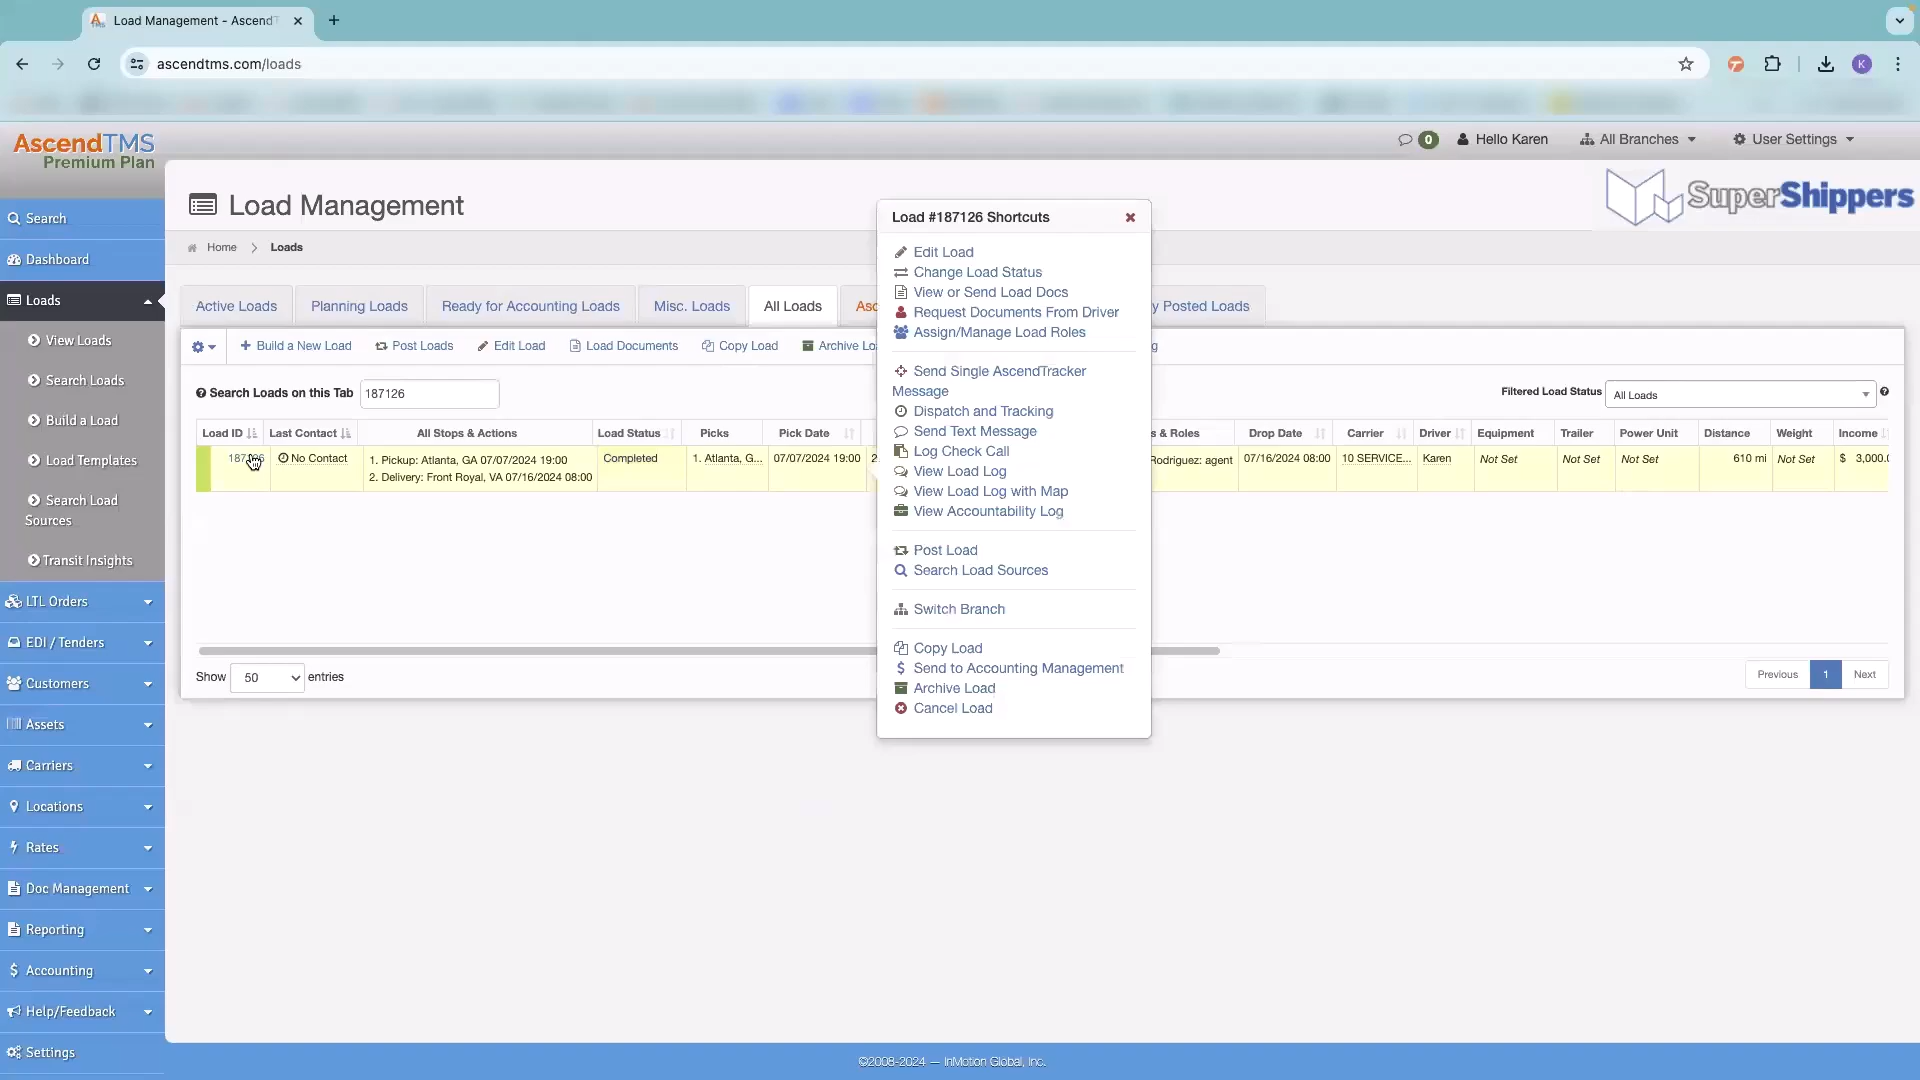 Load Management - Ascend
ascendtms.com/loads
AscendTMS
Premium Plan
0
Hello Karen
All Branches
User Settings
SuperShippers
Search
Dashboard
Loads
View Loads
Search Loads
Build a Load
Load Templates
Search Load
Sources
Transit Insights
LTL Orders
EDI / Tenders
Customers
Assets
Carriers
Locations
Rates
Doc Management
Reporting
Accounting
Help/Feedback
Settings
Load Management
Home > Loads
Active Loads
Planning Loads
Ready for Accounting Loads
Misc. Loads
All Loads
Posted Loads
Build a New Load
Post Loads
Edit Load
Load Documents
Copy Load
Archive
Search Loads on this Tab
187126
Filtered Load Status
All Loads
Load ID Last Contact All Stops & Actions Load Status Picks Pick Date & Roles Drop Date Carrier Driver Equipment Trailer Power Unit Distance Weight Income
No Contact
1. Pickup: Atlanta, GA 07/07/2024 19:00
2. Delivery: Front Royal, VA 07/16/2024 08:00
Completed
1. Atlanta, G...
07/07/2024 19:00
Rodriguez: agent
07/16/2024 08:00
10 SERVICE...
Karen
Not Set
Not Set
Not Set
610 mi
Not Set
$ 3,000.
Show 50 entries
Previous 1 Next
Load #187126 Shortcuts
Edit Load
Change Load Status
View or Send Load Docs
Request Documents From Driver
Assign/Manage Load Roles
Send Single AscendTracker
Message
Dispatch and Tracking
Send Text Message
Log Check Call
View Load Log
View Load Log with Map
View Accountability Log
Post Load
Search Load Sources
Switch Branch
Copy Load
Send to Accounting Management
Archive Load
Cancel Load
©2008-2024 — InMotion Global, Inc.